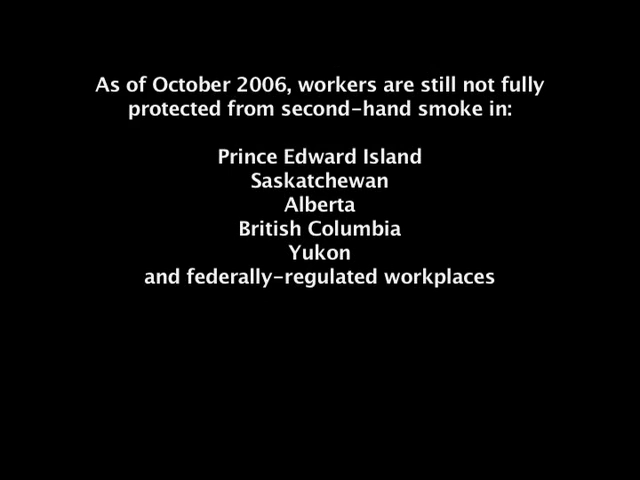 As of October 2006, workers are still not fully
protected from second-hand smoke in:
Prince Edward Island
Saskatchewan
Alberta
British Columbia
Yukon
and federally-regulated workplaces